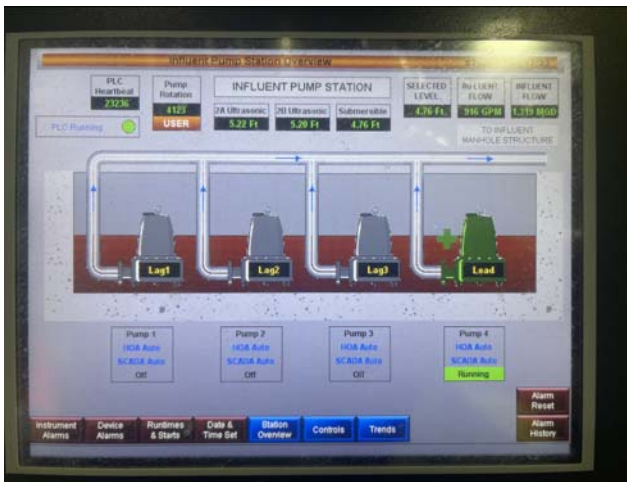 Influent Pump Station Overview
PLC
Heartbeat
23236
Pump
Rotation
4123
USER
INFLUENT PUMP STATION
2A Ultrasonic
5.22 Ft
2B Ultrasonic
5.20 Ft
Submersible
4.76 Ft
SELECTED
LEVEL
4.76 Ft
INFLUENT
FLOW
916 GPM
INFLUENT
FLOW
1.319 MGD
PLC Running
TO INFLUENT
MANHOLE STRUCTURE
Lag1
Lag2
Lag3
Lead
Pump 1
HOA Auto
SCADA Auto
Off
Pump 2
HOA Auto
SCADA Auto
Off
Pump 3
HOA Auto
SCADA Auto
Off
Pump 4
HOA Auto
SCADA Auto
Running
Alarm
Reset
Instrument
Alarms
Device
Alarms
Runtimes
& Starts
Date &
Time Set
Station
Overview
Controls
Trends
Alarm
History